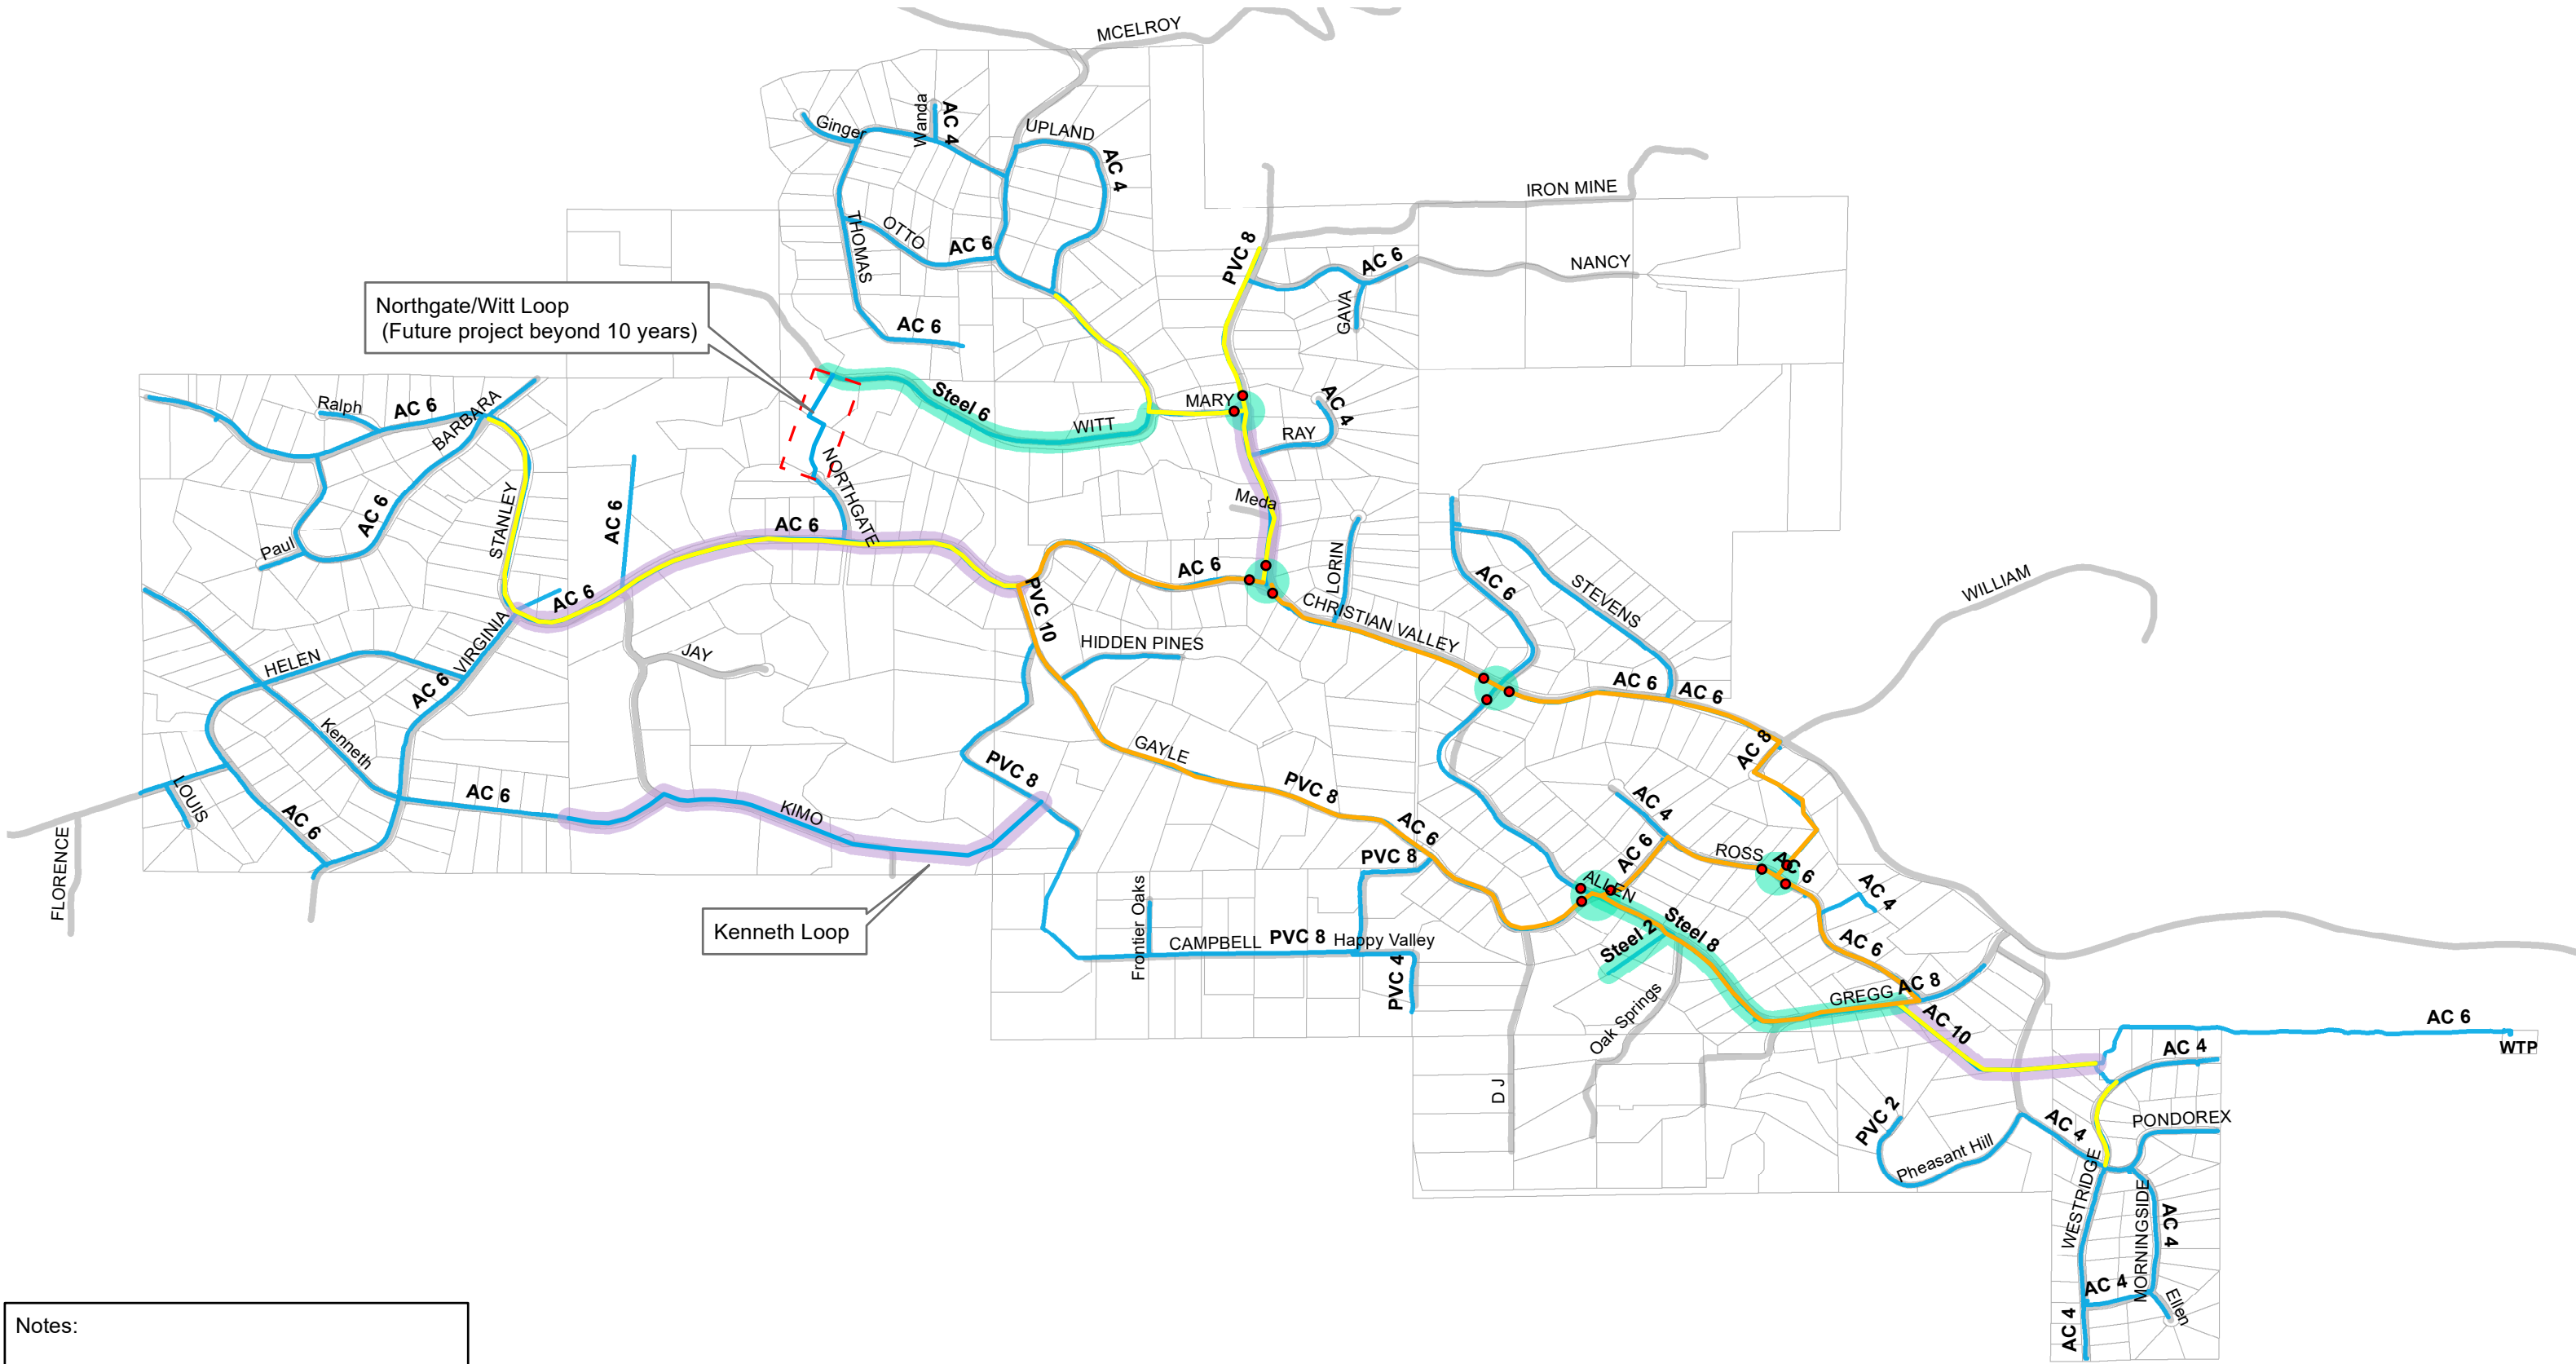 MCELROY
Wanda
AC 4
Ginger
UPLAND
AC 4
IRON MINE
THOMAS
OTTO
AC 6
PVC 8
AC 6
NANCY
GAVA
Northgate/Witt Loop
(Future project beyond 10 years)
AC 6
Ralph
AC 6
BARBARA
Steel 6
WITT
MARY
AC 4
RAY
STANLEY
AC 6
Paul
AC 6
NORTHGATE
AC 6
Meda
LORIN
AC 6
AC 6
STEVENS
WILLIAM
AC 6
PVC 10
CHRISTIAN VALLEY
HIDDEN PINES
JAY
VIRGINIA
HELEN
AC 6
AC 6
AC 6
Kenneth
GAYLE
AC 8
PVC 8
PVC 8
LOUIS
AC 6
AC 6
KIMO
AC 4
AC 6
PVC 8
AC 6
ROSS
AC 6
FLORENCE
Frontier Oaks
ALLEN
AC 4
Kenneth Loop
CAMPBELL
PVC 8
Happy Valley
PVC 4
Steel 2
Steel 8
AC 6
Oak Springs
GREGG
AC 8
AC 10
AC 6
WTP
D J
AC 4
PVC 2
Pheasant Hill
AC 4
PONDOREX
WESTRIDGE
MORNINGSIDE
AC 4
AC 4
AC 4
Ellen
Notes: